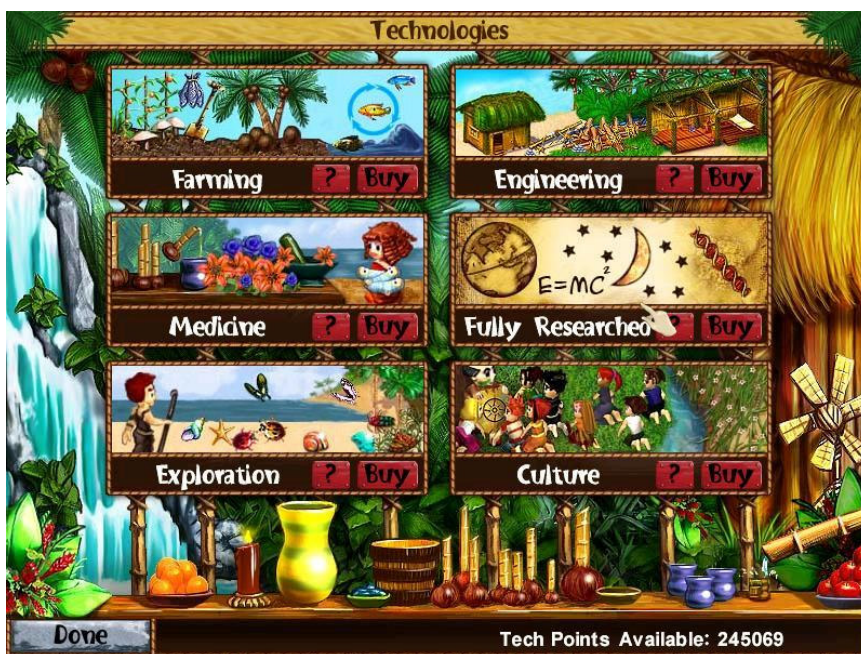 Technologies
Farming ? Buy
Engineering ? Buy
Medicine ? Buy
E=MC²
Fully Researched ? Buy
Exploration ? Buy
Culture ? Buy
Done
Tech Points Available: 245069